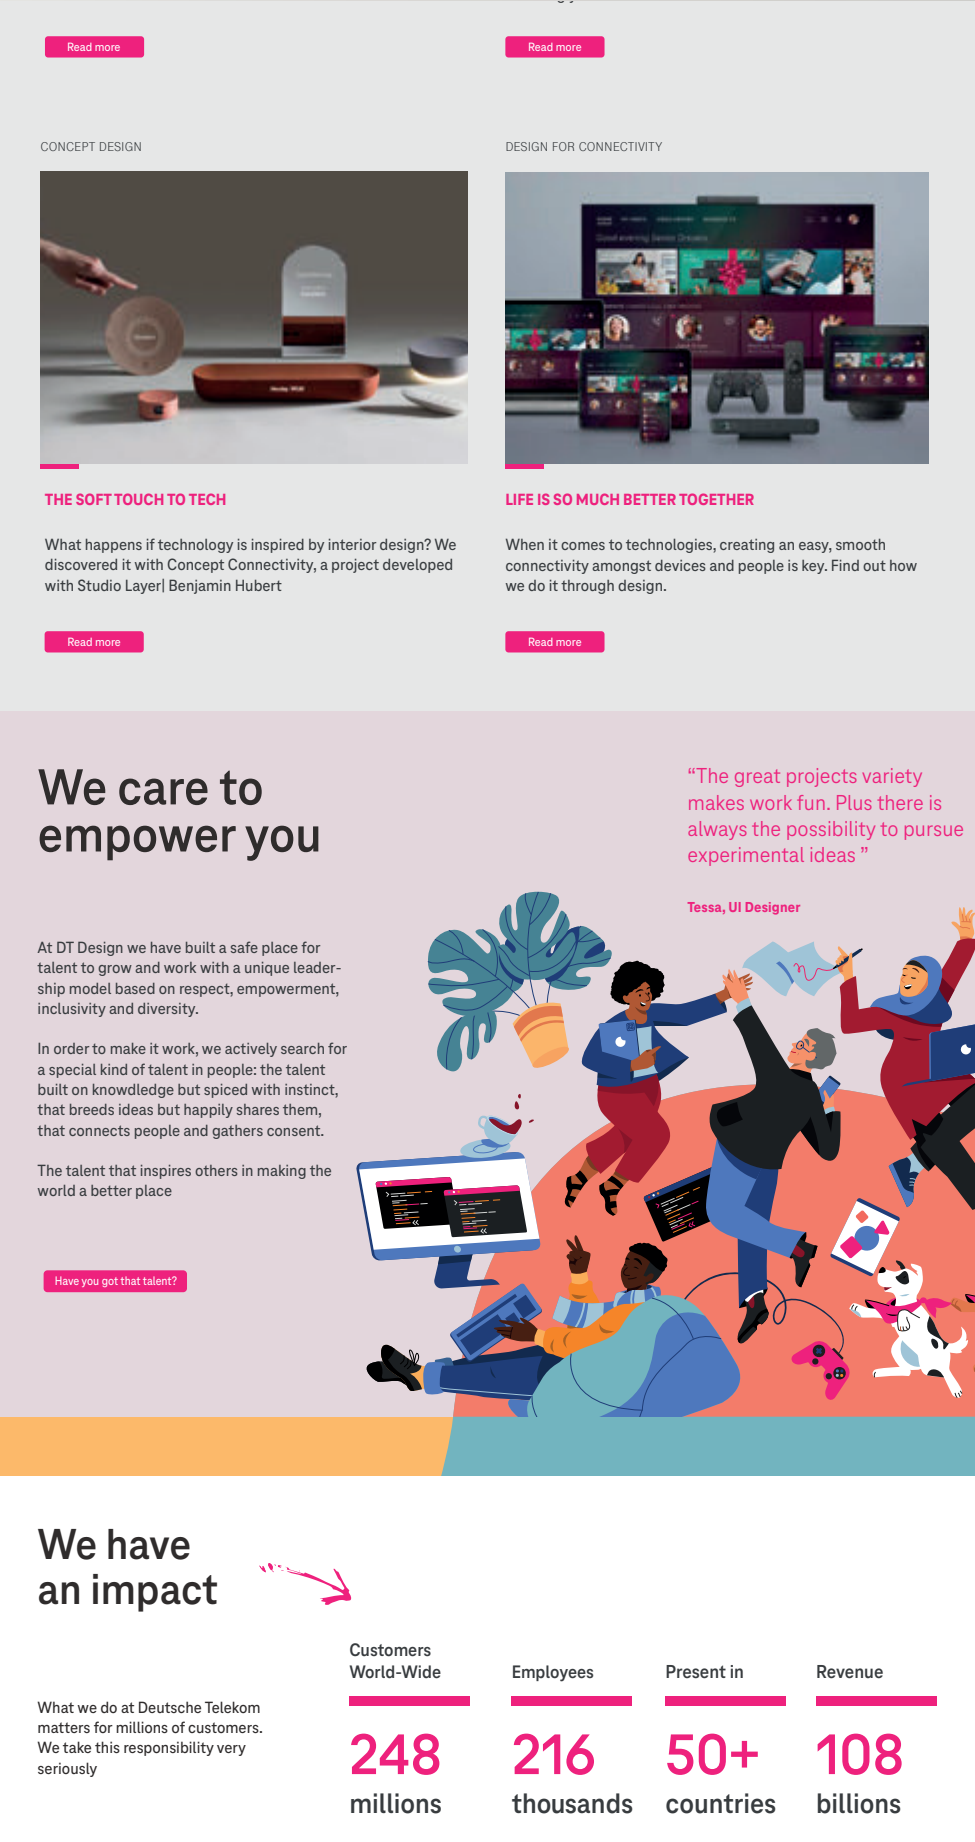 Read more
Read more
CONCEPT DESIGN
THE SOFT TOUCH TO TECH
What happens if technology is inspired by interior design? We
discovered it with Concept Connectivity, a project developed
with Studio Layer| Benjamin Hubert
Read more
DESIGN FOR CONNECTIVITY
LIFE IS SO MUCH BETTER TOGETHER
When it comes to technologies, creating an easy, smooth
connectivity amongst devices and people is key. Find out how
we do it through design.
Read more
We care to
empower you
“The great projects variety
makes work fun. Plus there is
always the possibility to pursue
experimental ideas ”
Tessa, UI Designer
At DT Design we have built a safe place for
talent to grow and work with a unique leader-
ship model based on respect, empowerment,
inclusivity and diversity.
In order to make it work, we actively search for
a special kind of talent in people: the talent
built on knowdledge but spiced with instinct,
that breeds ideas but happily shares them,
that connects people and gathers consent.
The talent that inspires others in making the
world a better place
Have you got that talent?
We have
an impact
What we do at Deutsche Telekom
matters for millions of customers.
We take this responsibility very
seriously
Customers
World-Wide
248
millions
Employees
216
thousands
Present in
50+
countries
Revenue
108
billions